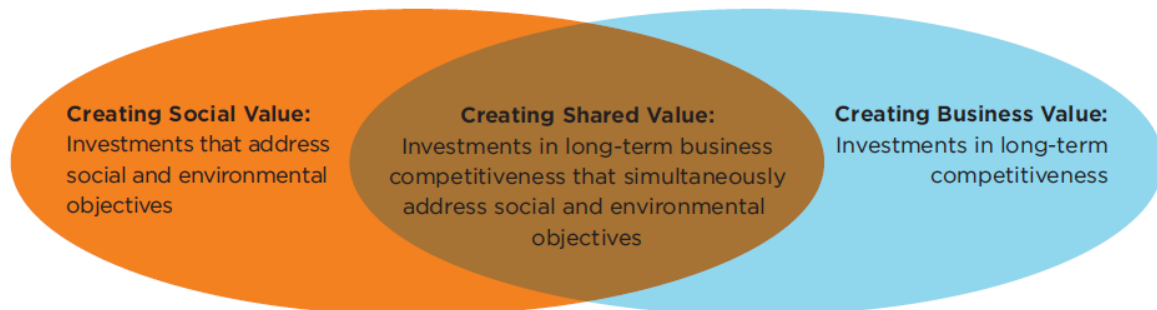 Creating Social Value:
Investments that address
social and environmental
objectives
Creating Shared Value:
Investments in long-term business
competitiveness that simultaneously
address social and environmental
objectives
Creating Business Value:
Investments in long-term
competitiveness